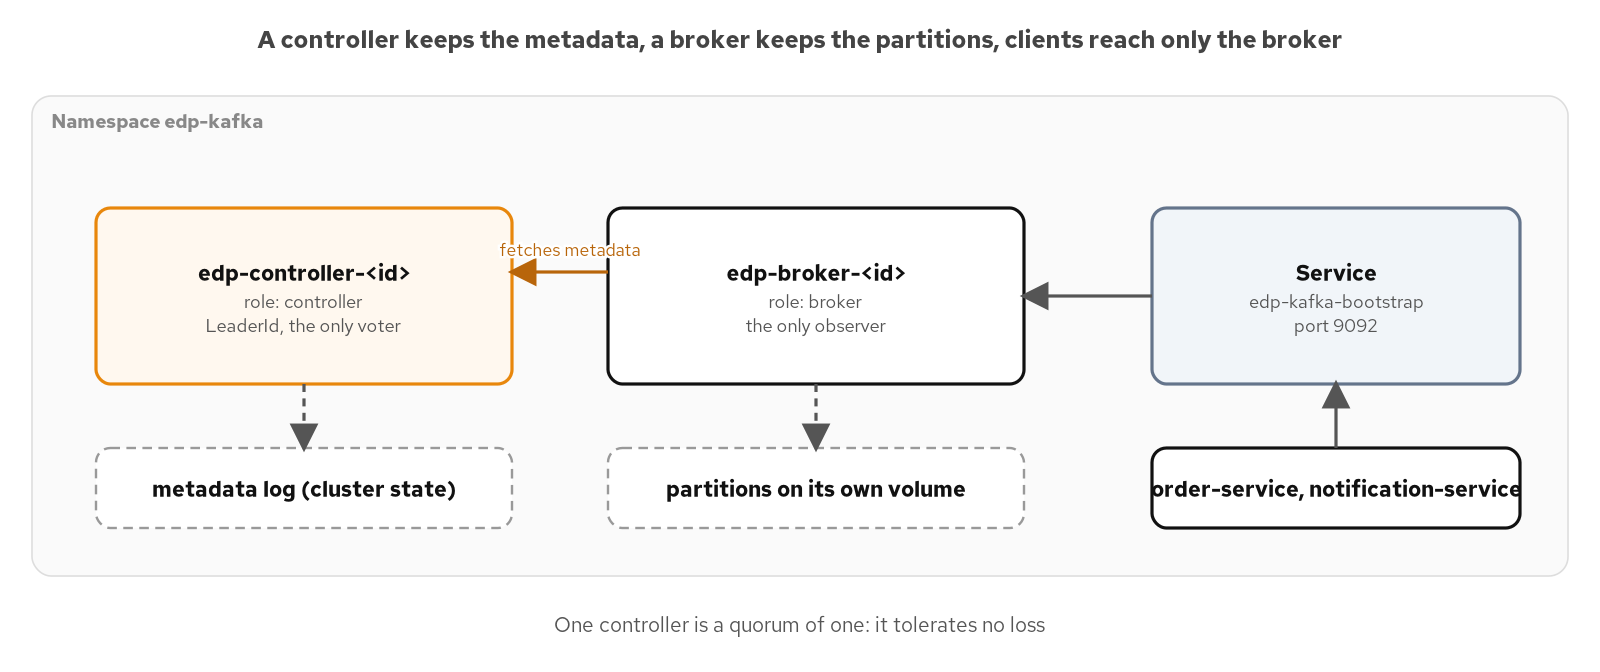 A controller keeps the metadata, a broker keeps the partitions, clients reach only the broker
Namespace edp-kafka
edp-controller-<id>
role: controller
LeaderId, the only voter
fetches metadata
edp-broker-<id>
role: broker
the only observer
Service
edp-kafka-bootstrap
port 9092
metadata log (cluster state)
partitions on its own volume
order-service, notification-service
One controller is a quorum of one: it tolerates no loss